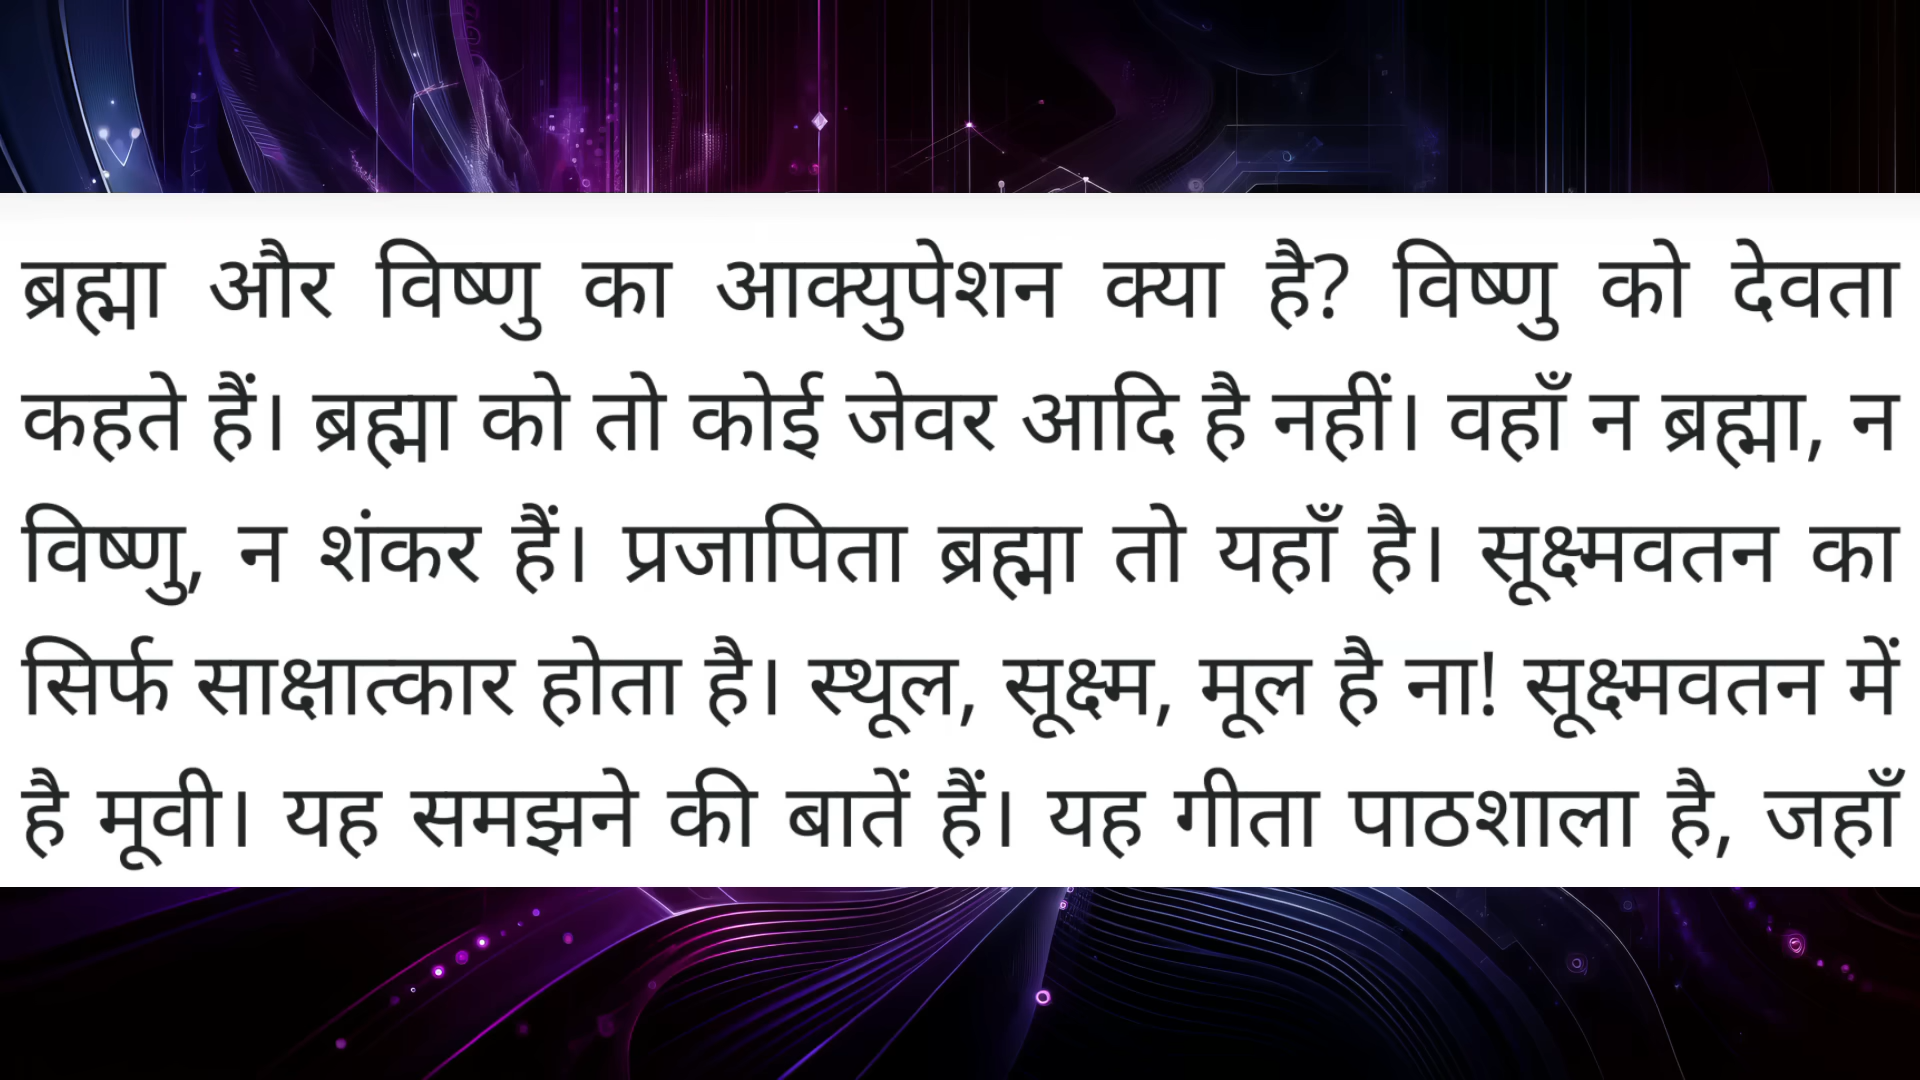 ब्रह्मा और विष्णु का आक्युपेशन क्या है? विष्णु को देवता
कहते हैं। ब्रह्मा को तो कोई जेवर आदि है नहीं। वहाँ न ब्रह्मा, न
विष्णु, न शंकर हैं। प्रजापिता ब्रह्मा तो यहाँ है। सूक्ष्मवतन का
सिर्फ साक्षात्कार होता है। स्थूल, सूक्ष्म, मूल है ना! सूक्ष्मवतन में
है मूवी। यह समझने की बातें हैं। यह गीता पाठशाला है, जहाँ